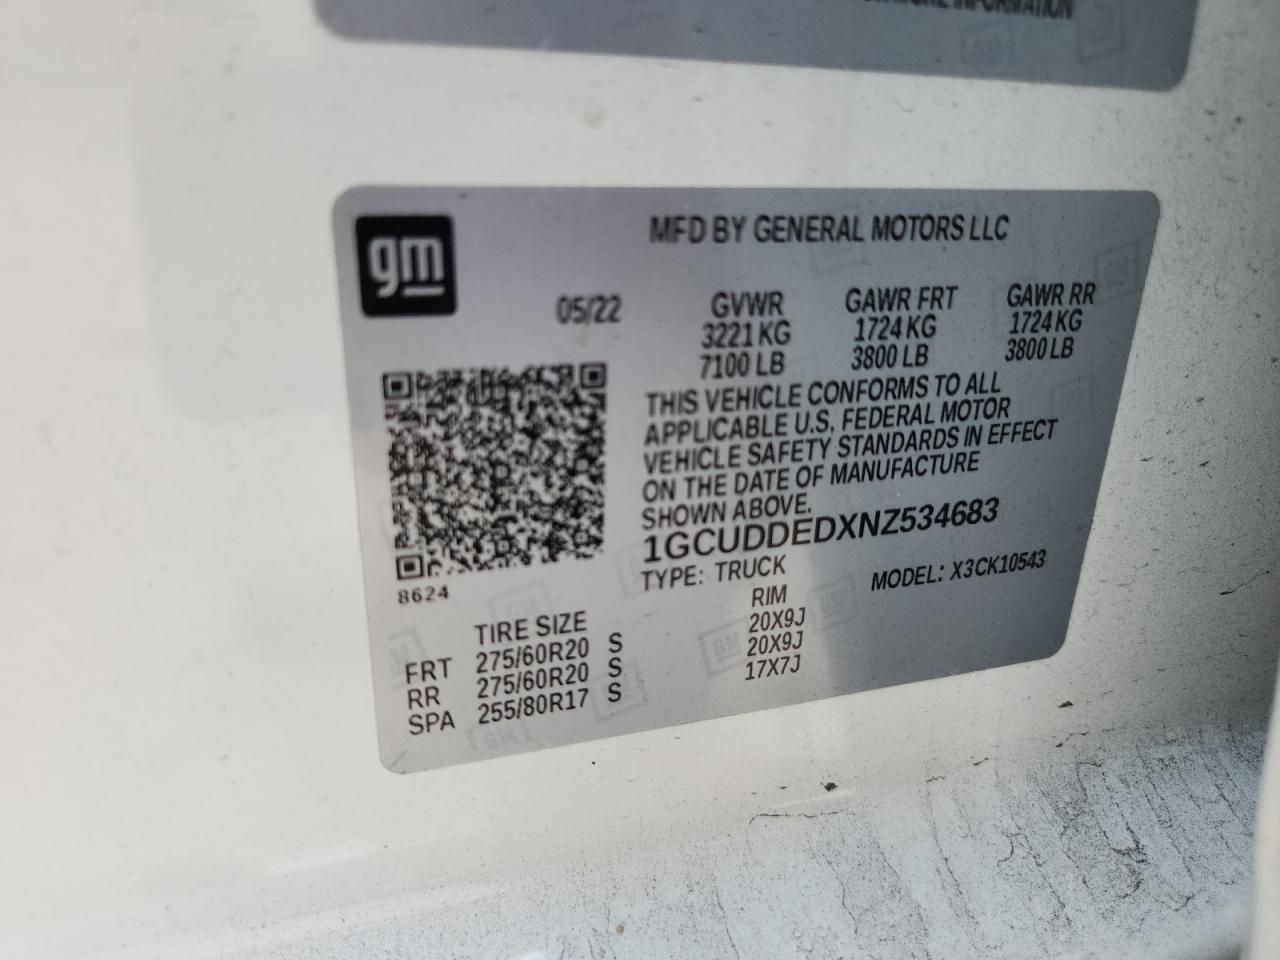 INFORMATION
gm
MFD BY GENERAL MOTORS LLC
05/22 GVWR GAWR FRT GAWR RR
3221 KG 1724 KG 1724 KG
7100 LB 3800 LB 3800 LB
THIS VEHICLE CONFORMS TO ALL
APPLICABLE U.S. FEDERAL MOTOR
VEHICLE SAFETY STANDARDS IN EFFECT
ON THE DATE OF MANUFACTURE
SHOWN ABOVE.
1GCUDDEDXNZ534683
TYPE: TRUCK MODEL: X3CK10543
8624
TIRE SIZE RIM
FRT 275/60R20 S 20X9J
RR 275/60R20 S 20X9J
SPA 255/80R17 S 17X7J